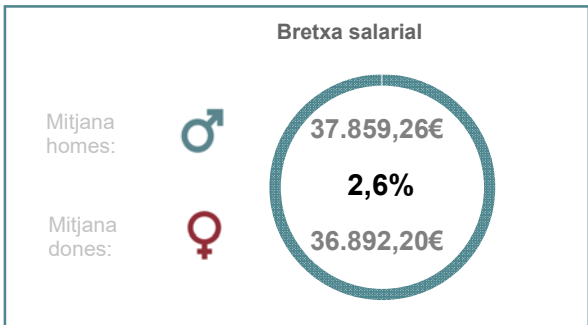 Bretxa salarial
Mitjana
homes:
37.859,26€
2,6%
Mitjana
dones:
36.892,20€